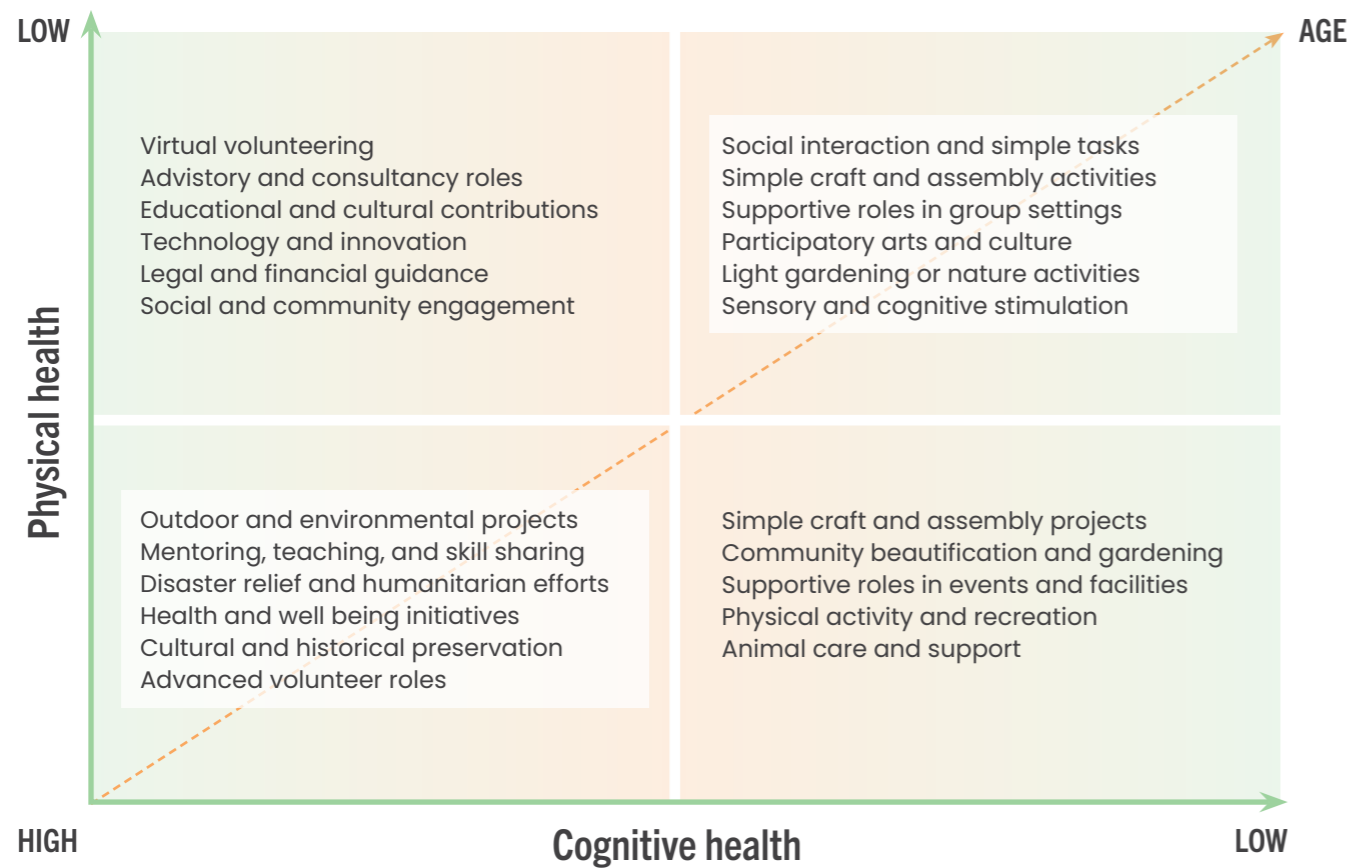 LOW
AGE
Virtual volunteering
Advistory and consultancy roles
Educational and cultural contributions
Technology and innovation
Legal and financial guidance
Social and community engagement
Social interaction and simple tasks
Simple craft and assembly activities
Supportive roles in group settings
Participatory arts and culture
Light gardening or nature activities
Sensory and cognitive stimulation
Physical health
Outdoor and environmental projects
Mentoring, teaching, and skill sharing
Disaster relief and humanitarian efforts
Health and well being initiatives
Cultural and historical preservation
Advanced volunteer roles
Simple craft and assembly projects
Community beautification and gardening
Supportive roles in events and facilities
Physical activity and recreation
Animal care and support
HIGH
Cognitive health
LOW